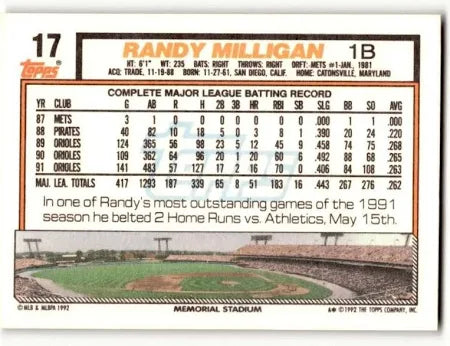 17 RANDY MILLIGAN 1B
Topps®
HT: 6'1" WT: 235 BATS: RIGHT THROWS: RIGHT DRFT: METS #1-JAN., 1981
ACQ: TRADE, 11-19-88 BORN: 11-27-61, SAN DIEGO, CALIF. HOME: CATONSVILLE, MARYLAND
COMPLETE MAJOR LEAGUE BATTING RECORD
YR CLUB G AB R H 2B 3B HR RBI SB SLG BB SO AVG
87 METS 3 1 0 0 0 0 0 0 0 .000 1 1 .000
88 PIRATES 40 82 10 18 5 0 3 8 1 .390 20 24 .220
89 ORIOLES 124 365 56 98 23 5 12 45 9 .458 74 75 .268
90 ORIOLES 109 362 64 96 20 1 20 60 6 .492 88 68 .265
91 ORIOLES 141 483 57 127 17 2 16 70 0 .406 84 108 .263
MAJ. LEA. TOTALS 417 1293 187 339 65 8 51 183 16 .443 267 276 .262
In one of Randy's most outstanding games of the 1991
season he belted 2 Home Runs vs. Athletics, May 15th.
©MLB & MLBPA 1992 MEMORIAL STADIUM ©1992 THE TOPPS COMPANY, INC.